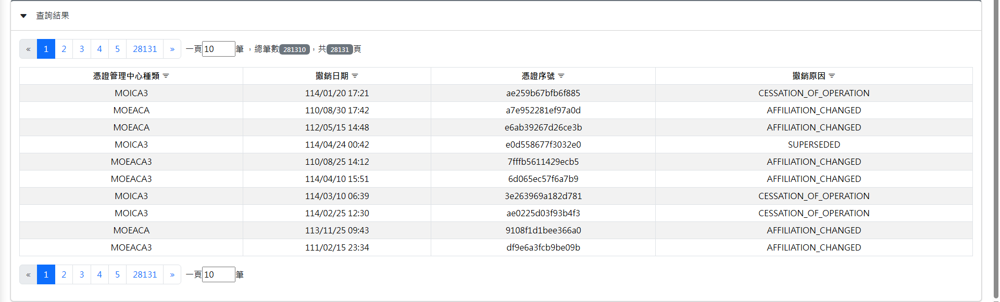 查詢結果
« 1 2 3 4 5 28131 » 一頁10筆，總筆數281310，共28131頁
憑證管理中心種類 撤銷日期 憑證序號 撤銷原因
MOICA3 114/01/20 17:21 ae259b67bfb6f885 CESSATION_OF_OPERATION
MOEACA 110/08/30 17:42 a7e952281ef97a0d AFFILIATION_CHANGED
MOEACA 112/05/15 14:48 e6ab39267d26ce3b AFFILIATION_CHANGED
MOICA3 114/04/24 00:42 e0d558677f3032e0 SUPERSEDED
MOEACA3 110/08/25 14:12 7fffb5611429ecb5 AFFILIATION_CHANGED
MOEACA3 114/04/10 15:51 6d065ec57f6a7b9 AFFILIATION_CHANGED
MOICA3 114/03/10 06:39 3e263969a182d781 CESSATION_OF_OPERATION
MOICA3 114/02/25 12:30 ae0225d03f93b4f3 CESSATION_OF_OPERATION
MOEACA 113/11/25 09:43 9108f1d1bee366a0 AFFILIATION_CHANGED
MOEACA3 111/02/15 23:34 df9e6a3fcb9be09b AFFILIATION_CHANGED
« 1 2 3 4 5 28131 » 一頁10筆